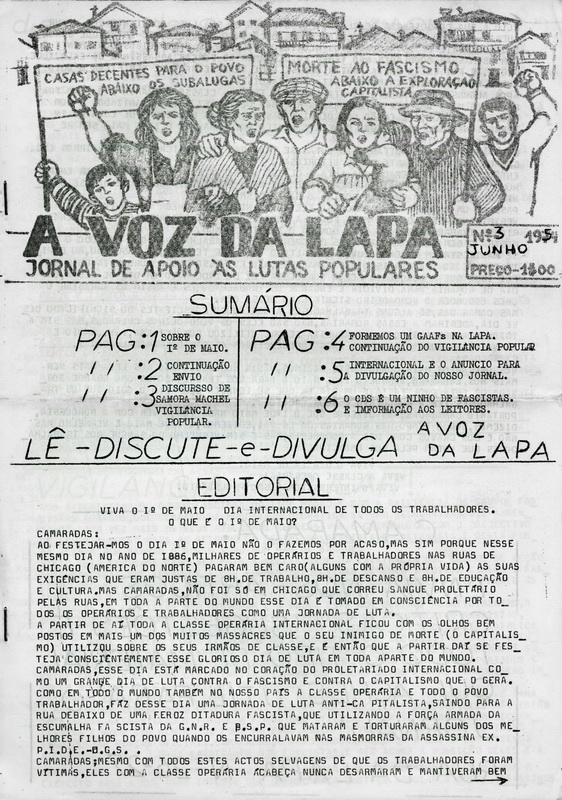 CASAS DECENTES PARA O POVO
ABAIXO OS SUBALUGAS
MORTE AO FASCISMO
ABAIXO A EXPLORAÇÃO
CAPITALISTA
A VOZ DA LAPA
Nº 3 197
JUNHO
JORNAL DE APOIO ÀS LUTAS POPULARES
PREÇO-1$00
SUMÁRIO
PAG:1 SOBRE O
Iº DE MAIO.
" :2 CONTINUAÇÃO
ENVIO
" :3 DISCURSSO DE
SAMORA MACHEL
VIGILÂNCIA
POPULAR.
PAG:4 FORMEMOS UM GAAFs NA LAPA.
CONTINUAÇÃO DO VIGILÂNCIA POPULAR
" :5 INTERNACIONAL E O ANUNCIO PARA
A DIVULGAÇÃO DO NOSSO JORNAL.
" :6 O CDS É UM NINHO DE FASCISTAS.
E IMFORMAÇÃO AOS LEITORES.
LÊ-DISCUTE-e-DIVULGA A VOZ
DA LAPA
EDITORIAL
VIVA O Iº DE MAIO DIA INTERNACIONAL DE TODOS OS TRABALHADORES.
O QUE É O Iº DE MAIO?
CAMARADAS:
AO FESTEJAR-MOS O DIA Iº DE MAIO NÃO O FAZEMOS POR ACASO,MAS SIM PORQUE NESSE
MESMO DIA NO ANO DE I886,MILHARES DE OPERÁRIOS E TRABALHADORES NAS RUAS DE
CHICAGO (AMERICA DO NORTE) PAGARAM BEM CARO(ALGUNS COM A PRÓPRIA VIDA) AS SUAS
EXIGÊNCIAS QUE ERAM JUSTAS DE 8H.DE TRABALHO,8H.DE DESCANSO E 8H.DE EDUCAÇÃO
E CULTURA.MAS CAMARADAS,NÃO FOI SÓ EM CHICAGO QUE CORREU SANGUE PROLETÁRIO
PELAS RUAS,EM TODA A PARTE DO MUNDO ESSE DIA É TOMADO EM CONSCIÊNCIA POR TO_
DOS OS OPERÁRIOS E TRABALHADORES COMO UMA JORNADA DE LUTA.
A PARTIR DE AÍ TODA A CLASSE OPERÁRIA INTERNACIONAL FICOU COM OS OLHOS BEM
POSTOS EM MAIS UM DOS MUITOS MASSACRES QUE O SEU INIMIGO DE MORTE (O CAPITALIS_
MO) UTILIZOU SOBRE OS SEUS IRMÃOS DE CLASSE,E É ENTÃO QUE A PARTIR DAÍ SE FES_
TEJA CONSCIENTEMENTE ESSE GLORIOSO DIA DE LUTA EM TODA APARTE DO MUNDO.
CAMARADAS,ESSE DIA ESTÁ MARCADO NO CORAÇÃO DO PROLETARIADO INTERNACIONAL CO_
MO UM GRANDE DIA DE LUTA CONTRA O FASCISMO E CONTRA O CAPITALISMO QUE O GERA.
COMO EM TODO O MUNDO TAMBÉM NO NOSSO PAÍS A CLASSE OPERÁRIA E TODO O POVO
TRABALHADOR,FAZ DESSE DIA UMA JORNADA DE LUTA ANTI-CA PITALISTA,SAINDO PARA A
RUA DEBAIXO DE UMA FEROZ DITADURA FASCISTA,QUE UTILIZANDO A FORÇA ARMADA DA
ESCUMALHA FA SCISTA DA G.N.R. E P.S.P. QUE MATARAM E TORTURARAM ALGUNS DOS ME_
LHORES FILHOS DO POVO QUANDO OS ENCURRALAVAM NAS MASMORRAS DA ASSASSINA EX.
P.I.D.E.-D.G.S. .
CAMARADAS;MESMO COM TODOS ESTES ACTOS SELVAGENS DE QUE OS TRABALHADORES FORAM
VÍTIMAS,ELES COM A CLASSE OPERÁRIA ACABEÇA NUNCA DESARMARAM E MANTIVERAM BEM